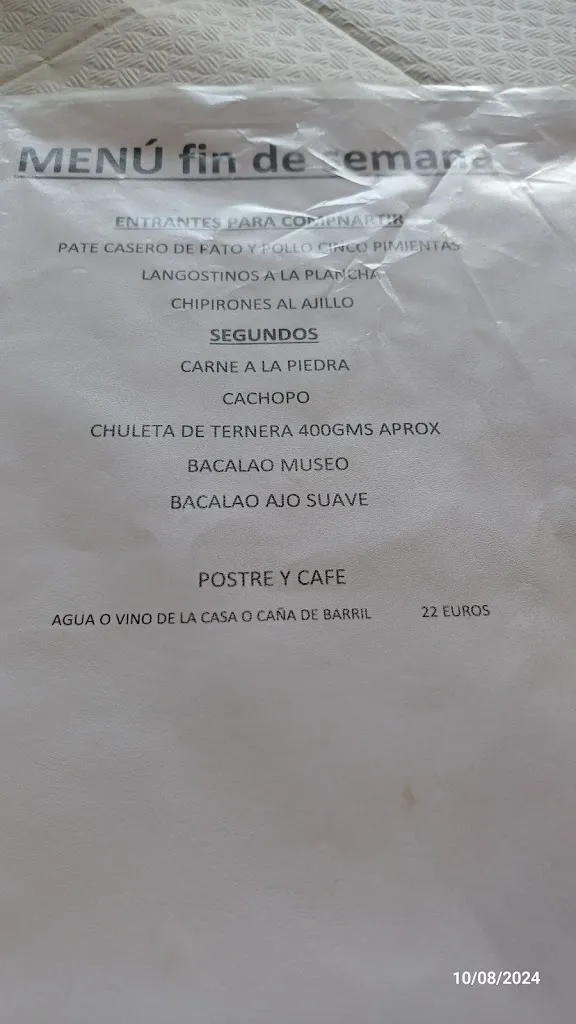 MENÚ fin de semana
ENTRANTES PARA COMPNARTIR
PATE CASERO DE PATO Y POLLO CINCO PIMIENTAS
LANGOSTINOS A LA PLANCHA
CHIPIRONES AL AJILLO
SEGUNDOS
CARNE A LA PIEDRA
CACHOPO
CHULETA DE TERNERA 400GMS APROX
BACALAO MUSEO
BACALAO AJO SUAVE
POSTRE Y CAFE
AGUA O VINO DE LA CASA O CAÑA DE BARRIL 22 EUROS
10/08/2024